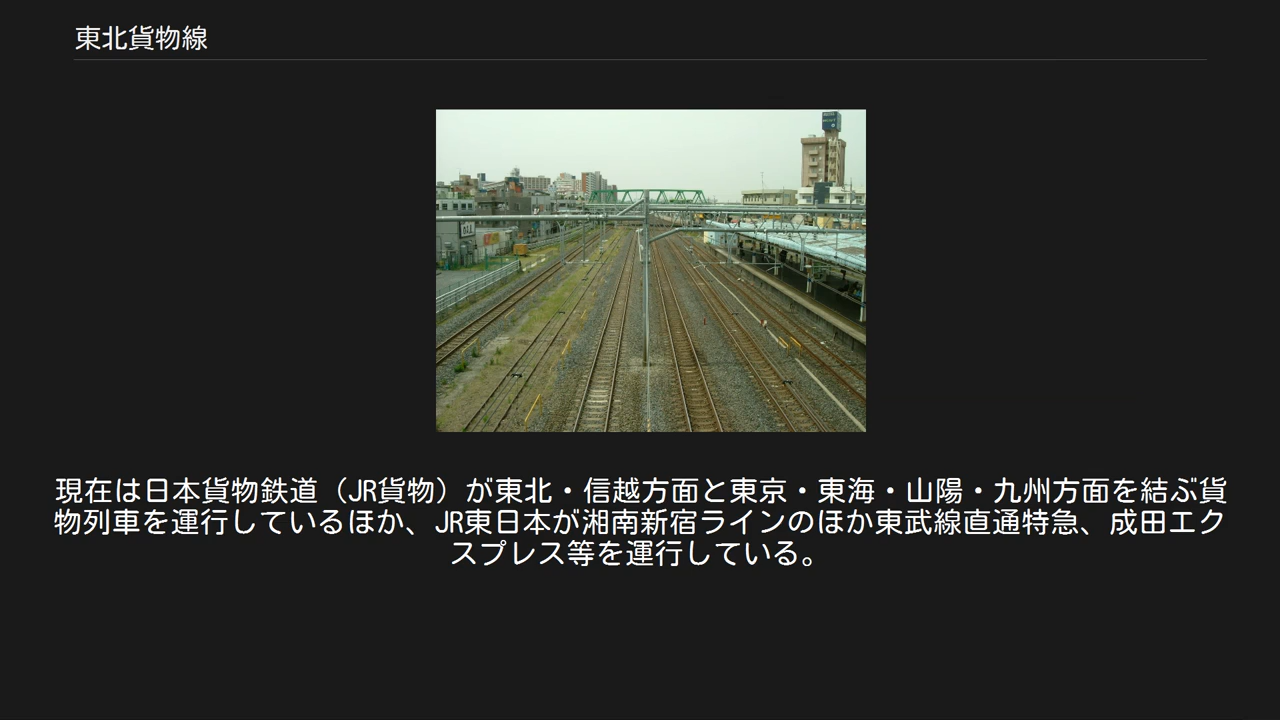 東北貨物線
現在は日本貨物鉄道（JR貨物）が東北・信越方面と東京・東海・山陽・九州方面を結ぶ貨
物列車を運行しているほか、JR東日本が湘南新宿ラインのほか東武線直通特急、成田エク
スプレス等を運行している。